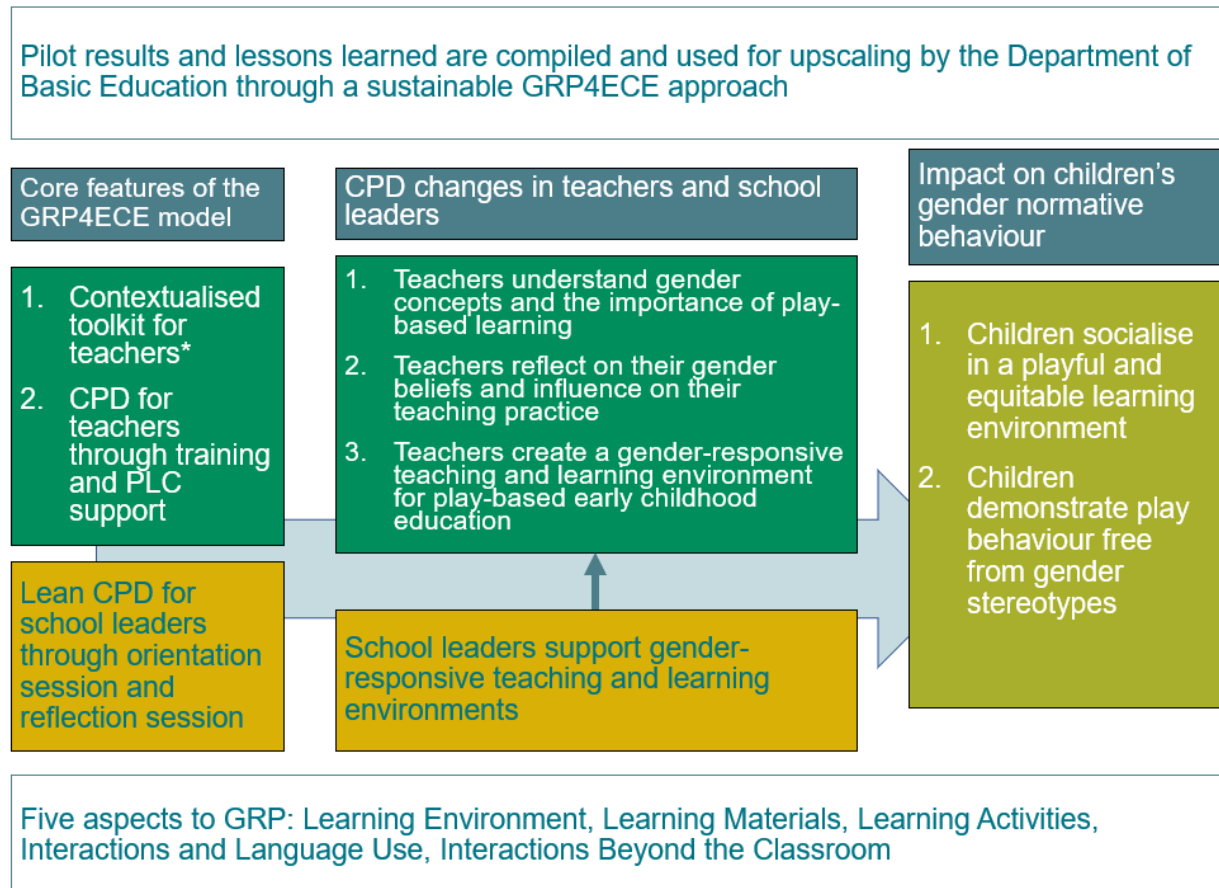 Pilot results and lessons learned are compiled and used for upscaling by the Department of
Basic Education through a sustainable GRP4ECE approach
Core features of the
GRP4ECE model
1. Contextualised
toolkit for
teachers*
2. CPD for
teachers
through training
and PLC
support
Lean CPD for
school leaders
through orientation
session and
reflection session
CPD changes in teachers and school
leaders
1. Teachers understand gender
concepts and the importance of play-
based learning
2. Teachers reflect on their gender
beliefs and influence on their
teaching practice
3. Teachers create a gender-responsive
teaching and learning environment
for play-based early childhood
education
School leaders support gender-
responsive teaching and learning
environments
Impact on children's
gender normative
behaviour
1. Children socialise
in a playful and
equitable learning
environment
2. Children
demonstrate play
behaviour free
from gender
stereotypes
Five aspects to GRP: Learning Environment, Learning Materials, Learning Activities,
Interactions and Language Use, Interactions Beyond the Classroom